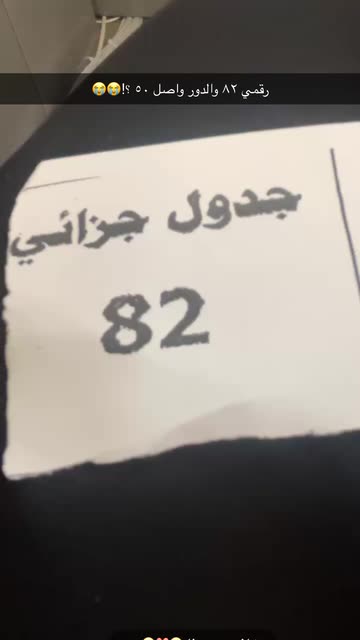 رقمي ٨٢ والدور واصل ٥٠ ؟!😭😭
جدول جزائي
82